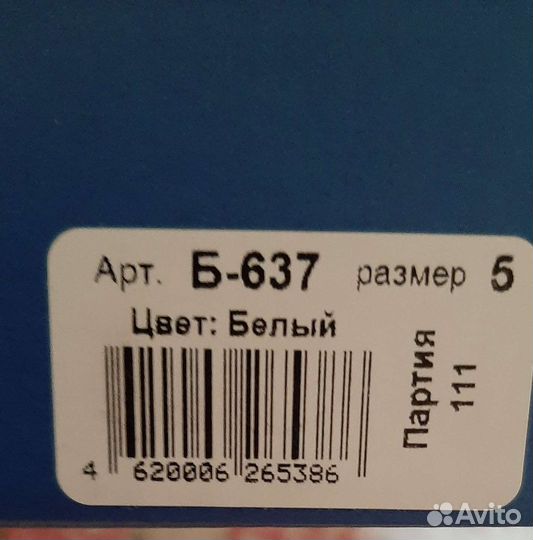 Арт. Б-637 размер 5
Цвет: Белый
Партия
111
4 620006 265386
Avito